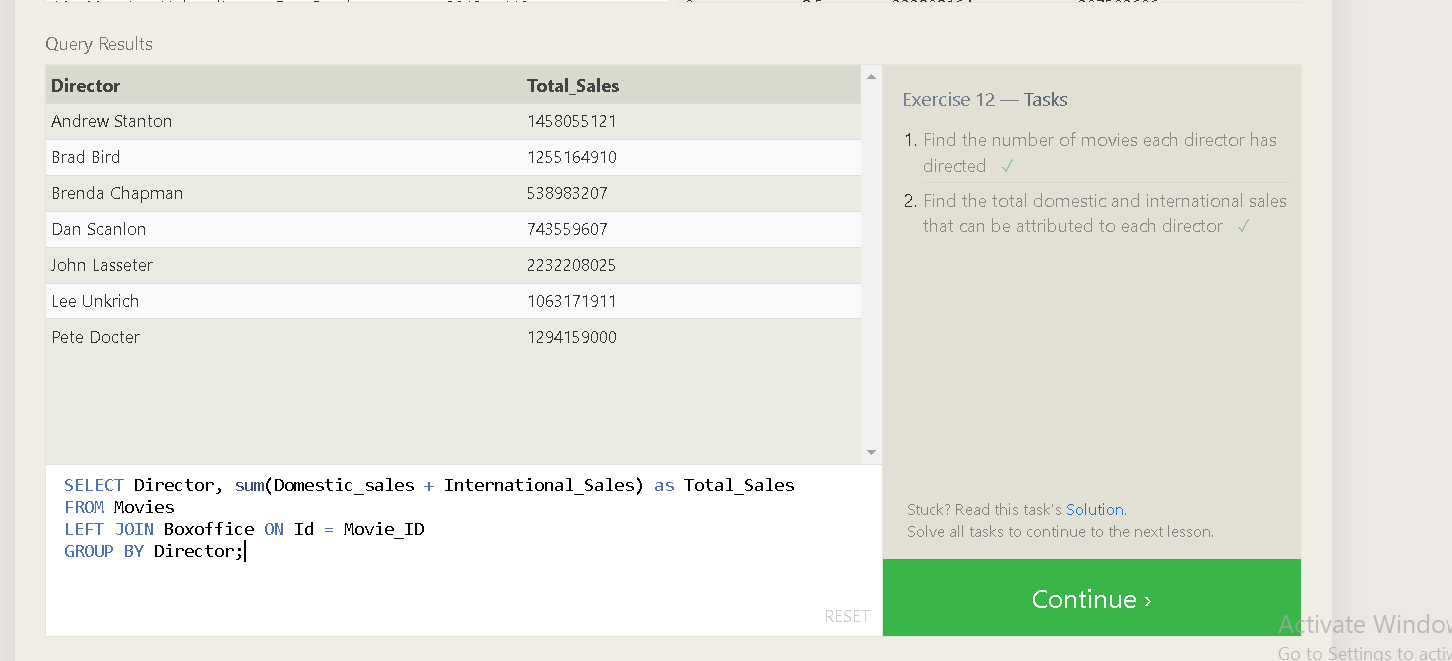 Query Results
Director Total_Sales
Andrew Stanton 1458055121
Brad Bird 1255164910
Brenda Chapman 538983207
Dan Scanlon 743559607
John Lasseter 2232208025
Lee Unkrich 1063171911
Pete Docter 1294159000
SELECT Director, sum(Domestic_sales + International_Sales) as Total_Sales
FROM Movies
LEFT JOIN Boxoffice ON Id = Movie_ID
GROUP BY Director;
RESET
Exercise 12 — Tasks
1. Find the number of movies each director has
directed ✓
2. Find the total domestic and international sales
that can be attributed to each director ✓
Stuck? Read this task's Solution.
Solve all tasks to continue to the next lesson.
Continue ›
Activate Window
Go to Settings to activ